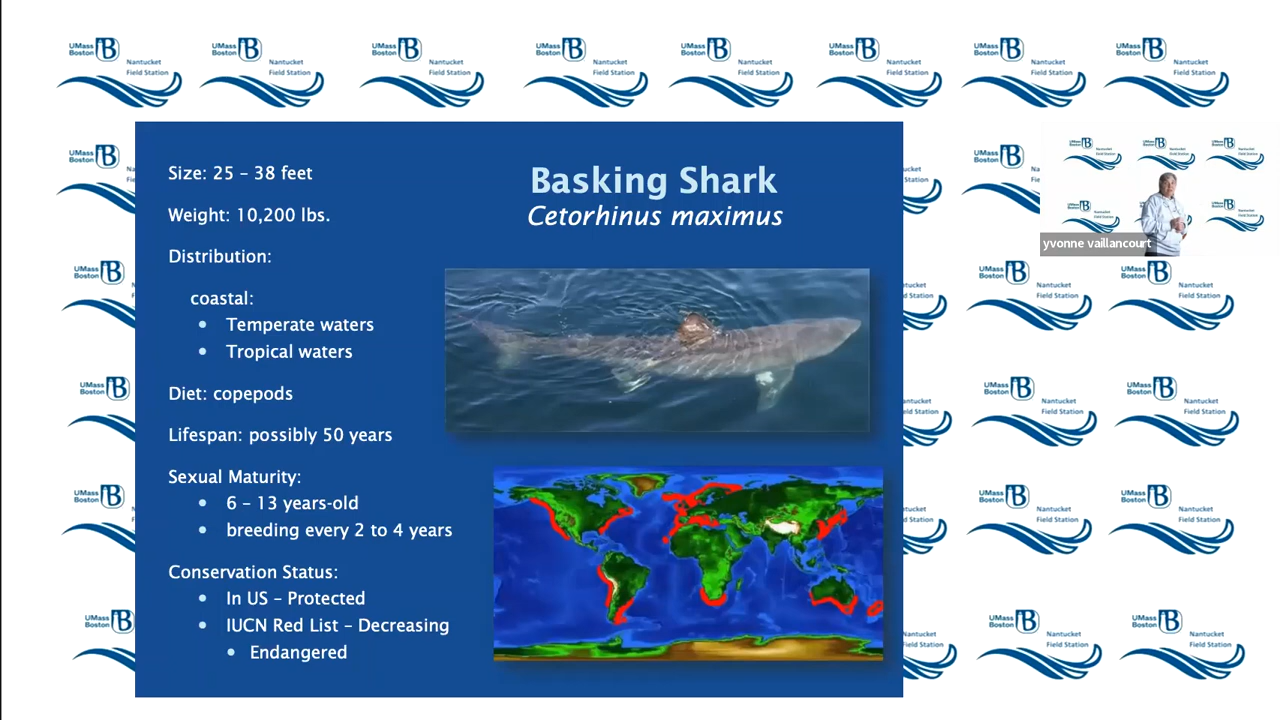 UMass
Boston
Nantucket
Field Station
Size: 25 – 38 feet
Weight: 10,200 lbs.
Distribution:
coastal:
• Temperate waters
• Tropical waters
Diet: copepods
Lifespan: possibly 50 years
Sexual Maturity:
• 6 – 13 years-old
• breeding every 2 to 4 years
Conservation Status:
• In US – Protected
• IUCN Red List – Decreasing
• Endangered
Basking Shark
Cetorhinus maximus
yvonne vaillancourt